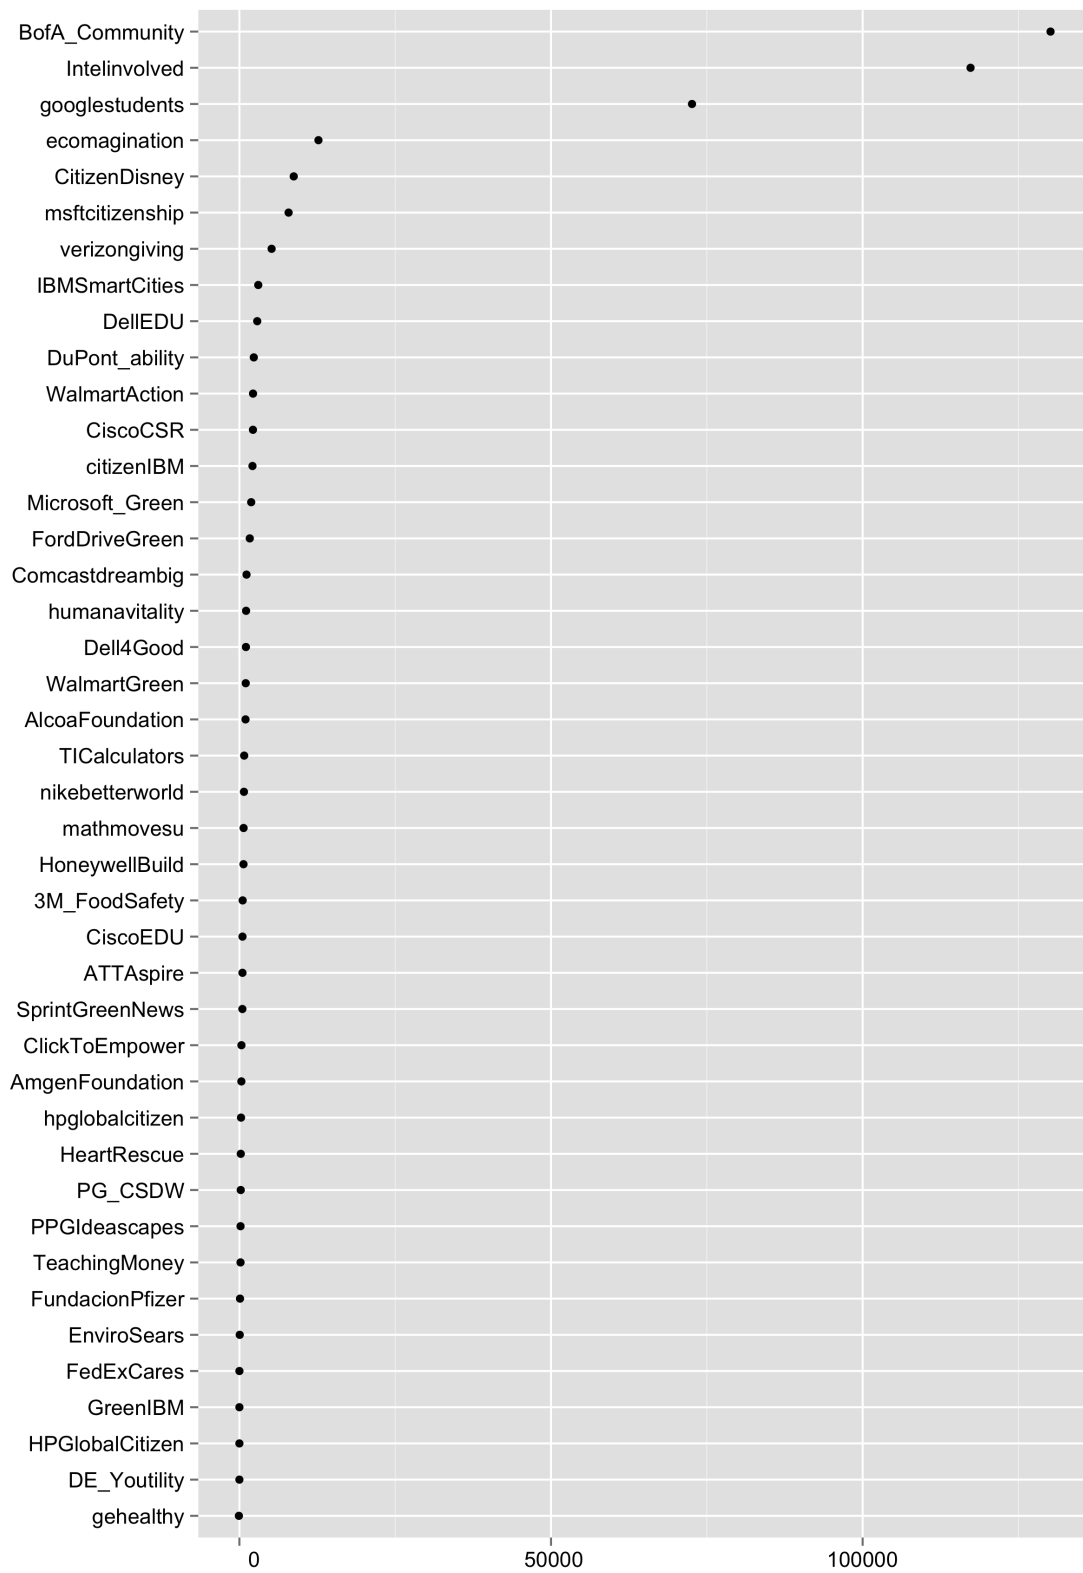 BofA_Community
Intelinvolved
googlestudents
ecomagination
CitizenDisney
msftcitizenship
verizongiving
IBMSmartCities
DellEDU
DuPont_ability
WalmartAction
CiscoCSR
citizenIBM
Microsoft_Green
FordDriveGreen
Comcastdreambig
humanavitality
Dell4Good
WalmartGreen
AlcoaFoundation
TICalculators
nikebetterworld
mathmovesu
HoneywellBuild
3M_FoodSafety
CiscoEDU
ATTAspire
SprintGreenNews
ClickToEmpower
AmgenFoundation
hpglobalcitizen
HeartRescue
PG_CSDW
PPGIdeascapes
TeachingMoney
FundacionPfizer
EnviroSears
FedExCares
GreenIBM
HPGlobalCitizen
DE_Youtility
gehealthy
0 50000 100000